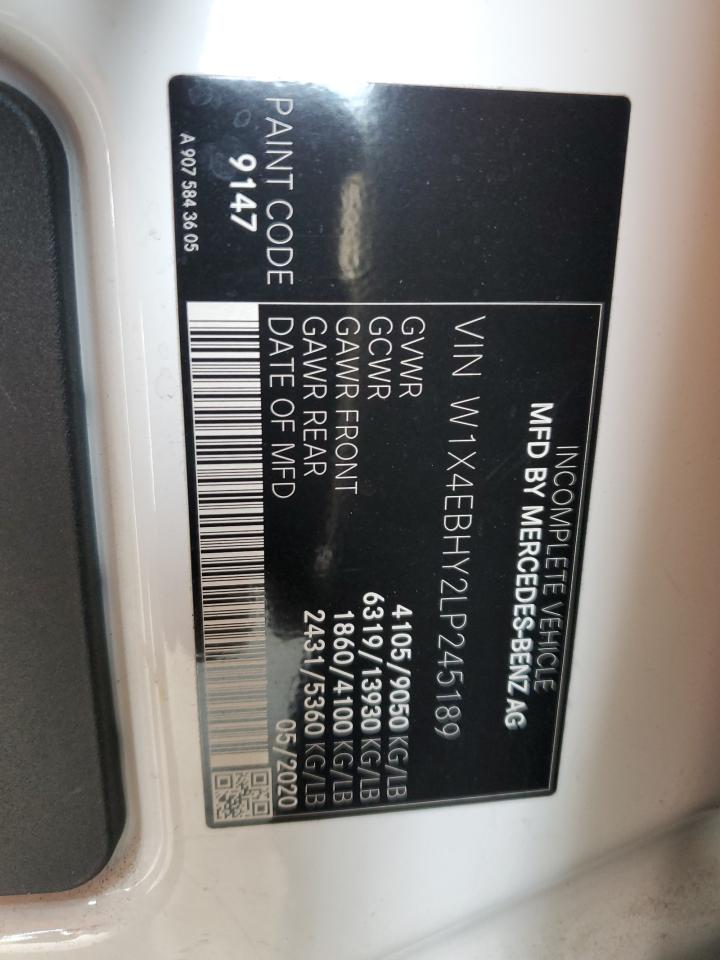 INCOMPLETE VEHICLE
MFD BY MERCEDES-BENZ AG
VIN W1X4EBHY2LP245189
GVWR 4105/9050 KG/LB
GCWR 6319/13930 KG/LB
GAWR FRONT 1860/4100 KG/LB
GAWR REAR 2431/5360 KG/LB
DATE OF MFD 05/2020
PAINT CODE
9147
A 907 584 36 05